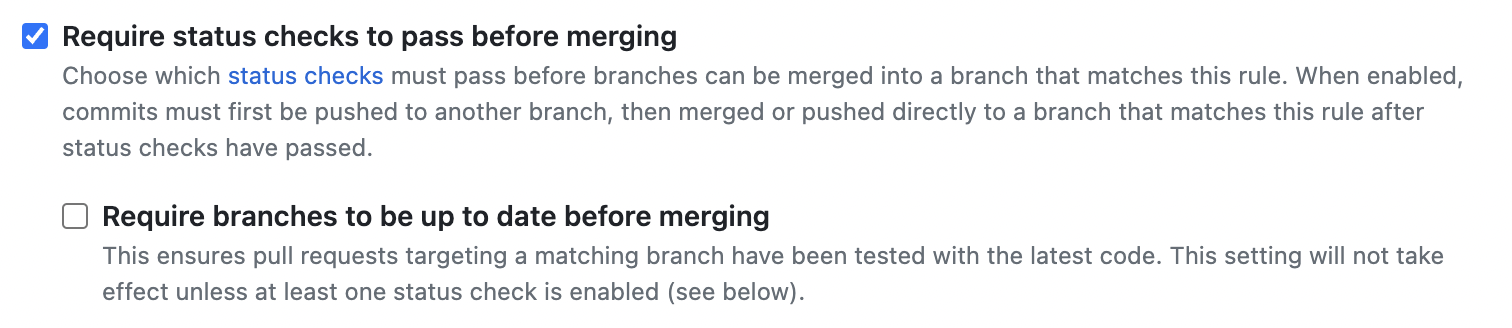 Require status checks to pass before merging
Choose which status checks must pass before branches can be merged into a branch that matches this rule. When enabled,
commits must first be pushed to another branch, then merged or pushed directly to a branch that matches this rule after
status checks have passed.
Require branches to be up to date before merging
This ensures pull requests targeting a matching branch have been tested with the latest code. This setting will not take
effect unless at least one status check is enabled (see below).